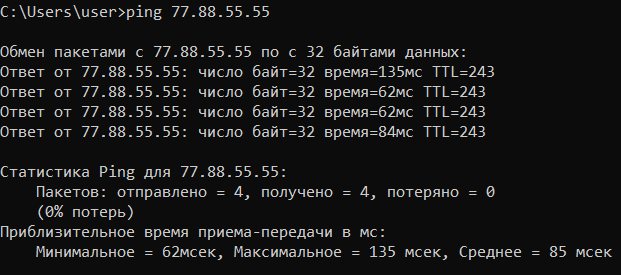 C:\Users\user>ping 77.88.55.55
Обмен пакетами с 77.88.55.55 по с 32 байтами данных:
Ответ от 77.88.55.55: число байт=32 время=135мс TTL=243
Ответ от 77.88.55.55: число байт=32 время=62мс TTL=243
Ответ от 77.88.55.55: число байт=32 время=62мс TTL=243
Ответ от 77.88.55.55: число байт=32 время=84мс TTL=243
Статистика Ping для 77.88.55.55:
Пакетов: отправлено = 4, получено = 4, потеряно = 0
(0% потерь)
Приблизительное время приема-передачи в мс:
Минимальное = 62мсек, Максимальное = 135 мсек, Среднее = 85 мсек